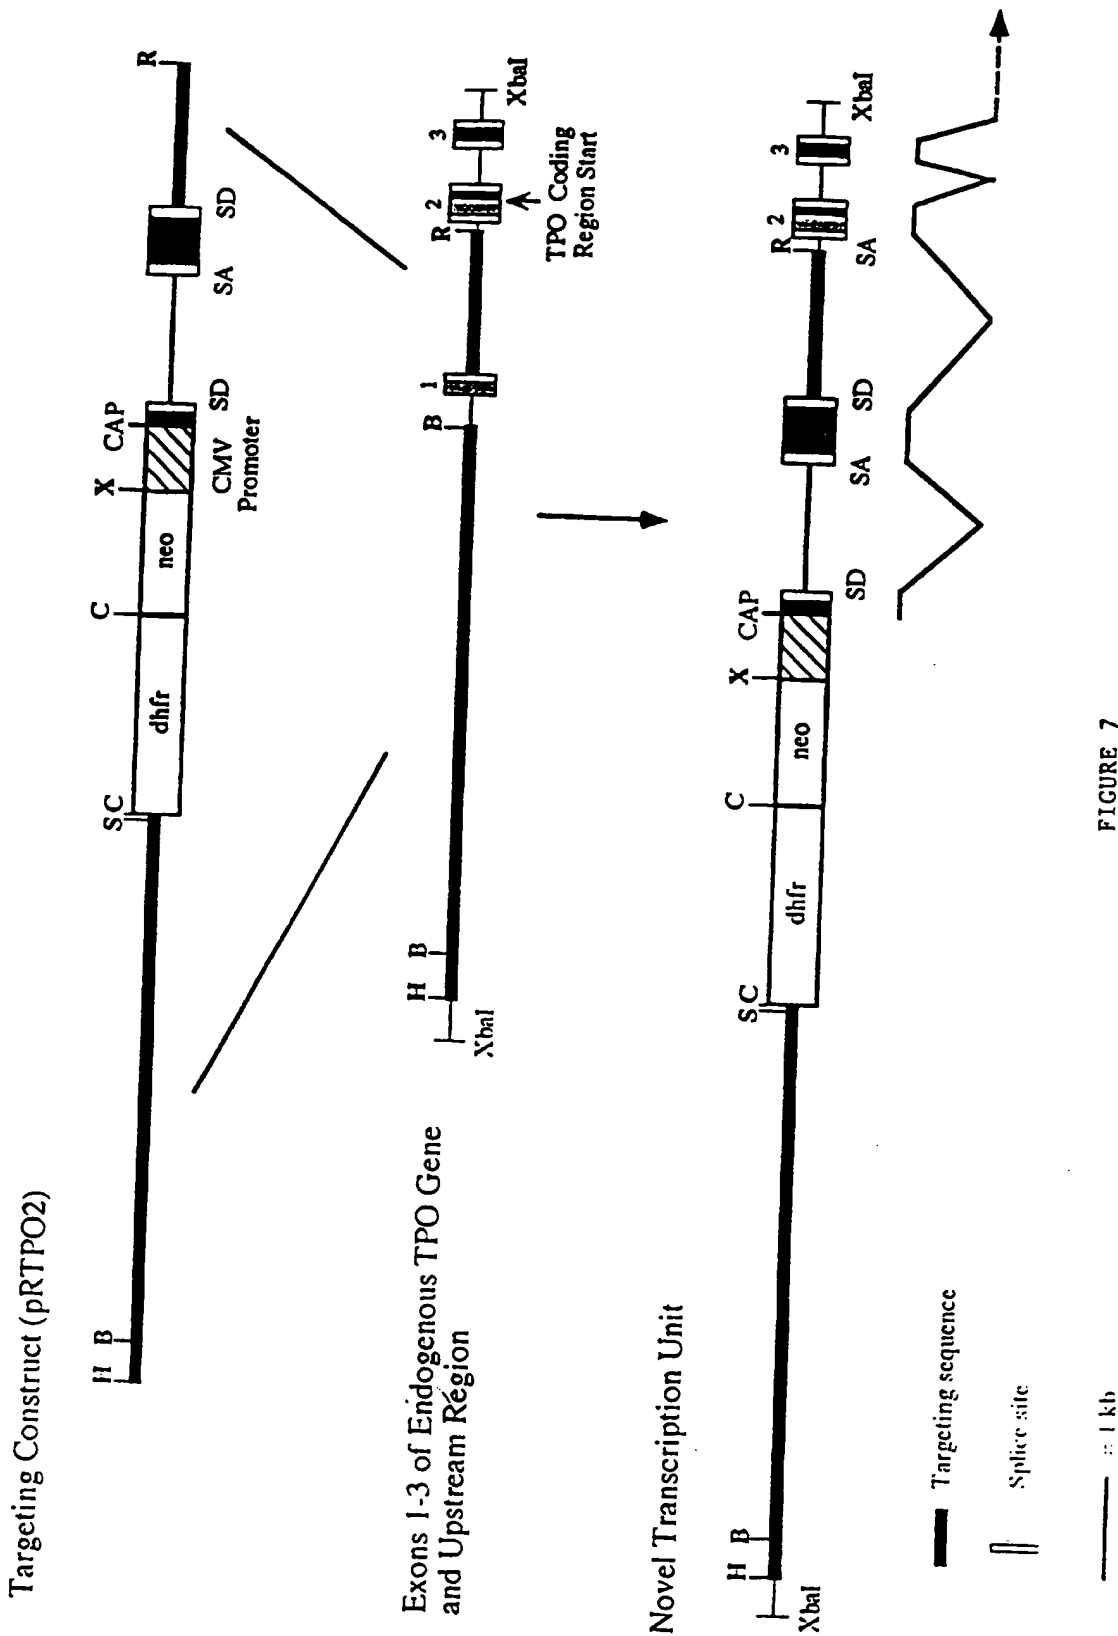 Targeting Construct (pRTPO2)
H B SC C X CAP R
dhfr neo
CMV
Promoter
SD SA SD
Exons 1-3 of Endogenous TPO Gene
and Upstream Region
H B B 1 R 2 3
XbaI XbaI
TPO Coding
Region Start
Novel Transcription Unit
H B SC C X CAP R 2 3
XbaI dhfr neo XbaI
SD SA SD SA
Targeting sequence
Splice site
= 1 kb
FIGURE 7